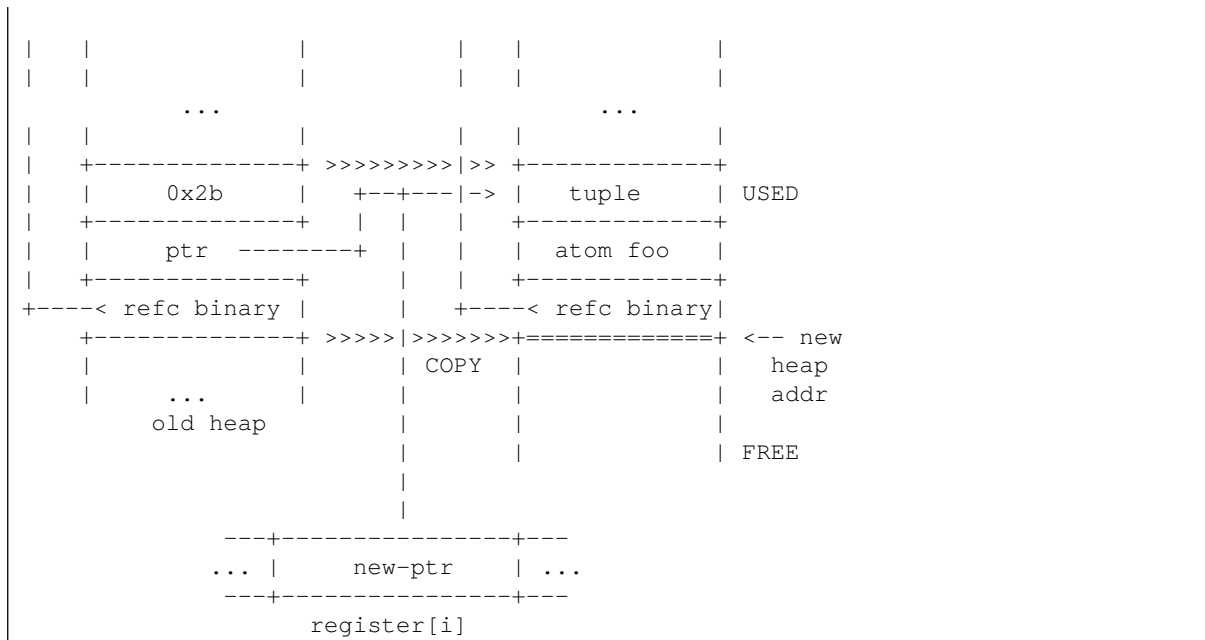 |   |             |         |   |            |
|   |             |         |   |            |
          ...                       ...
|   |             |         |   |            |
|   +-------------+ >>>>>>>>>|>> +-------------+
|   |     0x2b     |   +--+---|-> |    tuple    | USED
|   +-------------+   |  |   |   +-------------+
|   |     ptr  --------+  |   |   |  atom foo   |
|   +-------------+      |   |   +-------------+
+----< refc binary |      |   +----< refc binary|
    +-------------+ >>>>>|>>>>>>>+=============+ <-- new
    |             |      | COPY  |             |   heap
    |     ...     |      |       |             |   addr
        old heap         |       |             |
                         |       |             | FREE
                         |
                         |
              ---+----------------+---
             ... |     new-ptr    | ...
              ---+----------------+---
                   register[i]